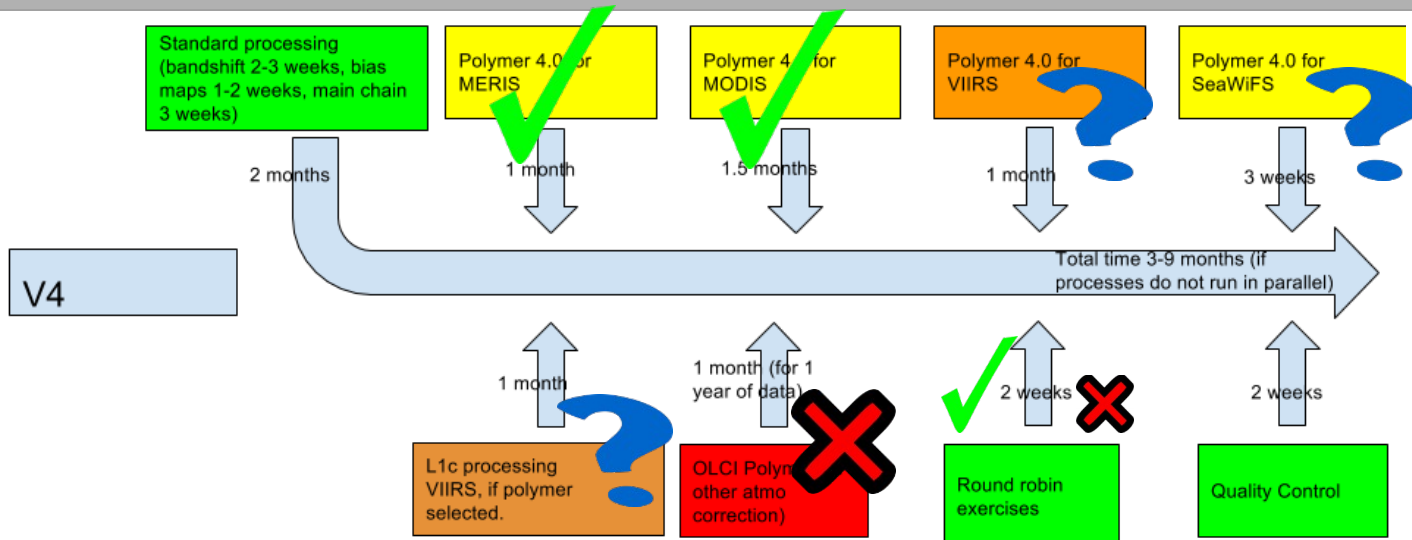 Standard processing
(bandshift 2-3 weeks, bias
maps 1-2 weeks, main chain
3 weeks)
Polymer 4.0 for
MERIS
Polymer 4. for
MODIS
Polymer 4.0 for
VIIRS
Polymer 4.0 for
SeaWiFS
2 months
1 month
1.5 months
1 month
3 weeks
V4
Total time 3-9 months (if
processes do not run in parallel)
1 month
1 month (for 1
year of data)
2 weeks
2 weeks
L1c processing
VIIRS, if polymer
selected.
OLCI
other atmo
correction)
Round robin
exercises
Quality Control